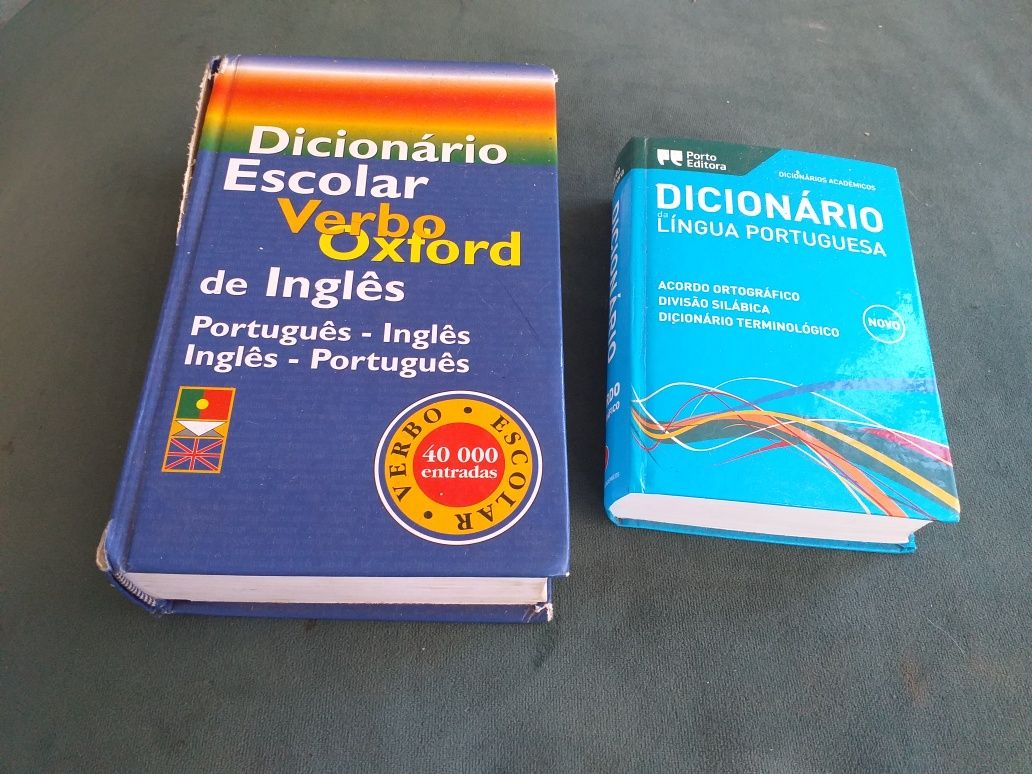 Dicionário
Escolar
Verbo
Oxford
de Inglês
Português - Inglês
Inglês - Português
VERBO • ESCOLAR •
40 000
entradas
Porto
Editora
DICIONÁRIOS ACADÉMICOS
DICIONÁRIO
da
LÍNGUA PORTUGUESA
ACORDO ORTOGRÁFICO
DIVISÃO SILÁBICA
DICIONÁRIO TERMINOLÓGICO
NOVO
DICIONÁRIO